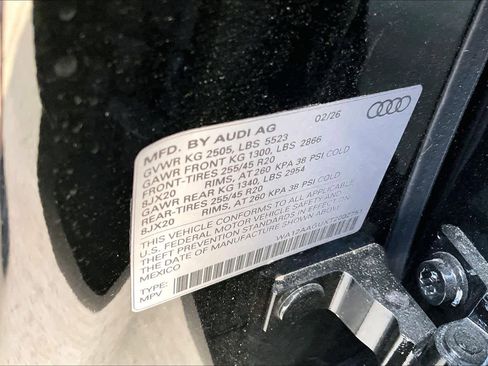 MFD. BY AUDI AG 02/26
GVWR KG 2505, LBS 5523
GAWR FRONT KG 1300, LBS 2866
FRONT-TIRES 255/45 R20
8JX20 RIMS, AT 260 KPA 38 PSI COLD
GAWR REAR KG 1340, LBS 2954
REAR-TIRES 255/45 R20
8JX20 RIMS, AT 260 KPA 38 PSI COLD
THIS VEHICLE CONFORMS TO ALL APPLICABLE
U.S. FEDERAL MOTOR VEHICLE SAFETY AND
THEFT PREVENTION STANDARDS IN EFFECT
ON THE DATE OF MANUFACTURE SHOWN ABOVE.
MEXICO
TYPE:
MPV